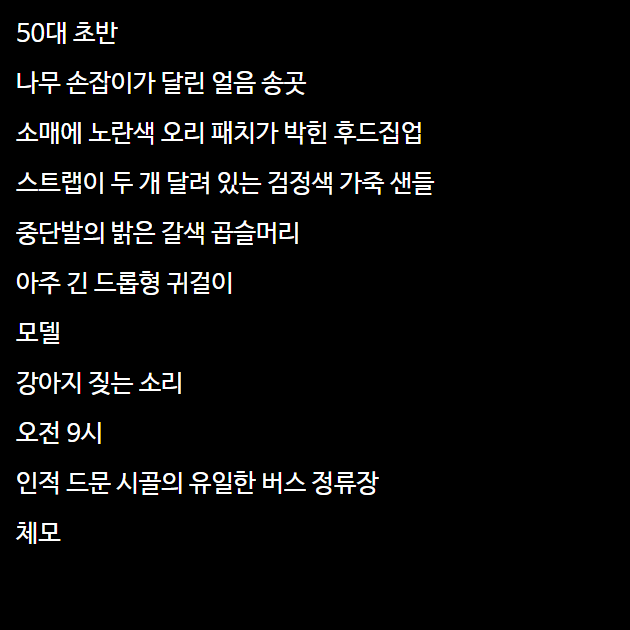 50대 초반
나무 손잡이가 달린 얼음 송곳
소매에 노란색 오리 패치가 박힌 후드집업
스트랩이 두 개 달려 있는 검정색 가죽 샌들
중단발의 밝은 갈색 곱슬머리
아주 긴 드롭형 귀걸이
모델
강아지 짖는 소리
오전 9시
인적 드문 시골의 유일한 버스 정류장
체모